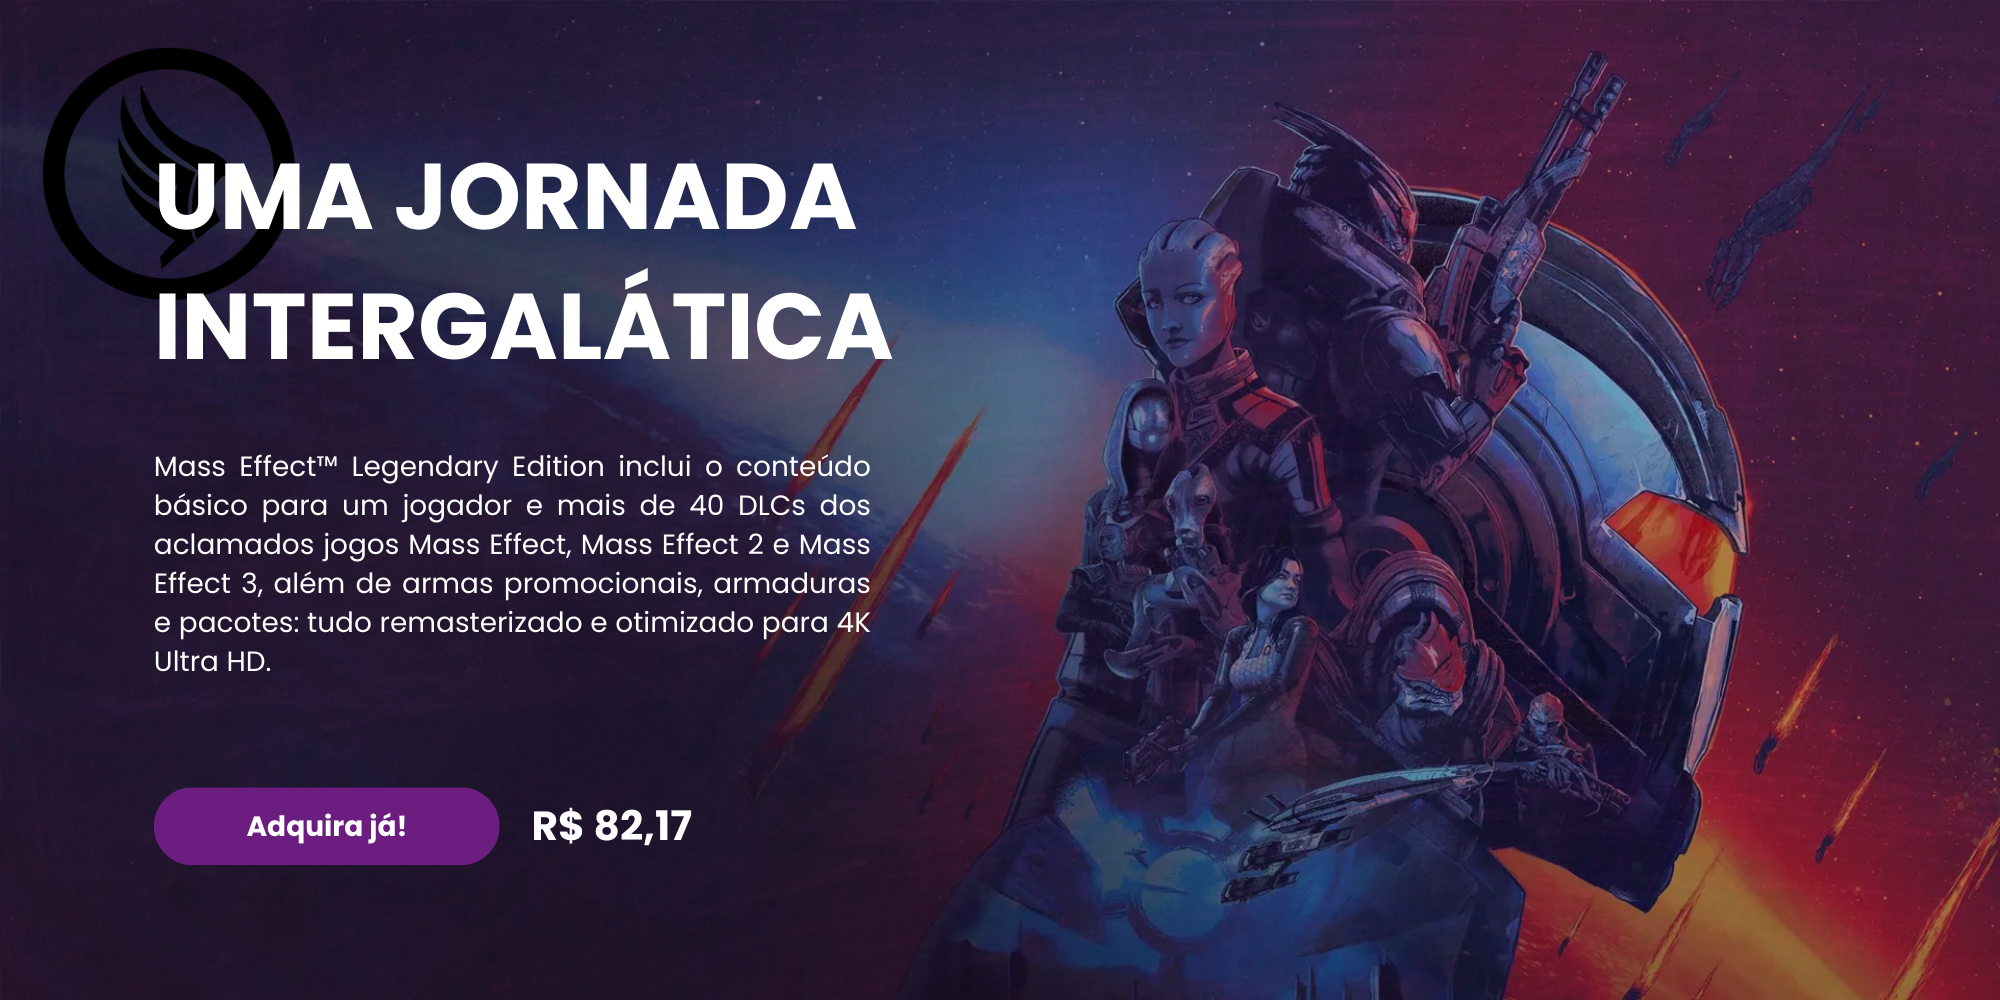 UMA JORNADA
INTERGALÁTICA
Mass Effect™ Legendary Edition inclui o conteúdo
básico para um jogador e mais de 40 DLCs dos
aclamados jogos Mass Effect, Mass Effect 2 e Mass
Effect 3, além de armas promocionais, armaduras
e pacotes: tudo remasterizado e otimizado para 4K
Ultra HD.
Adquira já! R$ 82,17